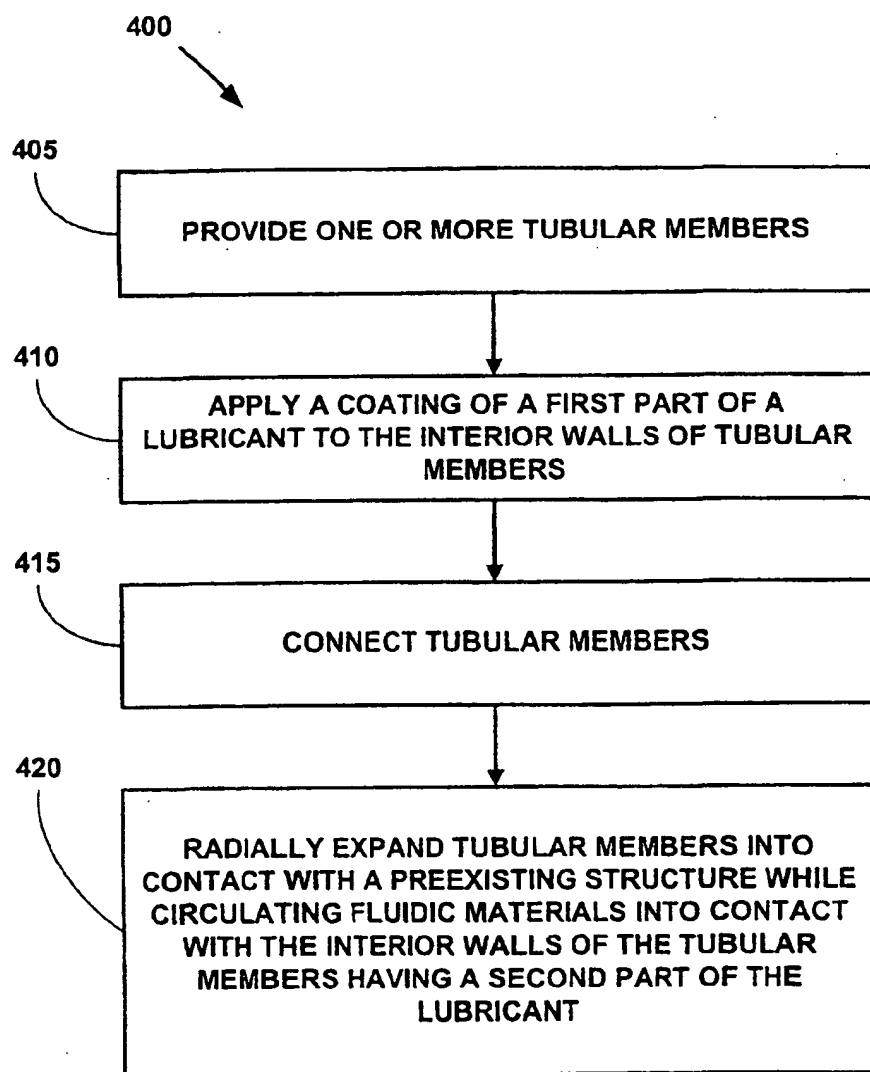 400
405
PROVIDE ONE OR MORE TUBULAR MEMBERS
410
APPLY A COATING OF A FIRST PART OF A
LUBRICANT TO THE INTERIOR WALLS OF TUBULAR
MEMBERS
415
CONNECT TUBULAR MEMBERS
420
RADIALLY EXPAND TUBULAR MEMBERS INTO
CONTACT WITH A PREEXISTING STRUCTURE WHILE
CIRCULATING FLUIDIC MATERIALS INTO CONTACT
WITH THE INTERIOR WALLS OF THE TUBULAR
MEMBERS HAVING A SECOND PART OF THE
LUBRICANT